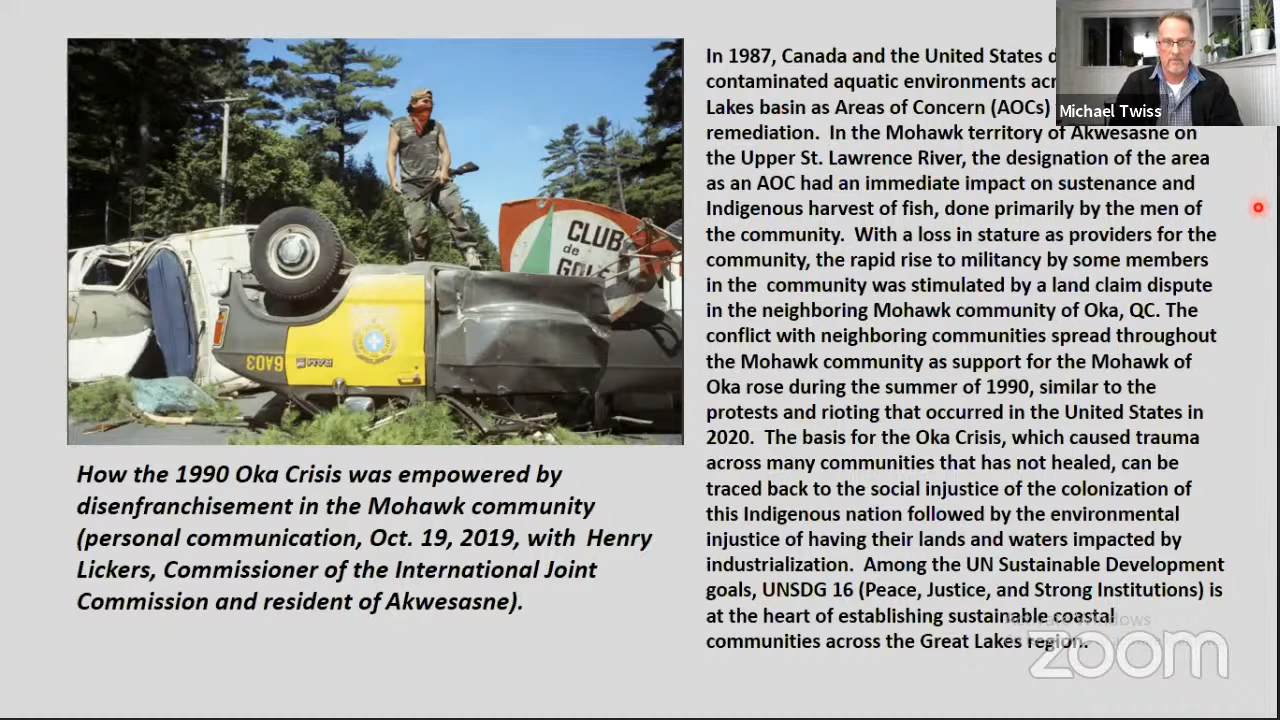 In 1987, Canada and the United States d
contaminated aquatic environments acr
Lakes basin as Areas of Concern (AOCs)
remediation. In the Mohawk territory of Akwesasne on
the Upper St. Lawrence River, the designation of the area
as an AOC had an immediate impact on sustenance and
Indigenous harvest of fish, done primarily by the men of
the community. With a loss in stature as providers for the
community, the rapid rise to militancy by some members
in the community was stimulated by a land claim dispute
in the neighboring Mohawk community of Oka, QC. The
conflict with neighboring communities spread throughout
the Mohawk community as support for the Mohawk of
Oka rose during the summer of 1990, similar to the
protests and rioting that occurred in the United States in
2020. The basis for the Oka Crisis, which caused trauma
across many communities that has not healed, can be
traced back to the social injustice of the colonization of
this Indigenous nation followed by the environmental
injustice of having their lands and waters impacted by
industrialization. Among the UN Sustainable Development
goals, UNSDG 16 (Peace, Justice, and Strong Institutions) is
at the heart of establishing sustainable coastal
communities across the Great Lakes region.
Michael Twiss
CLUB
de
GOLF
6A03
How the 1990 Oka Crisis was empowered by
disenfranchisement in the Mohawk community
(personal communication, Oct. 19, 2019, with Henry
Lickers, Commissioner of the International Joint
Commission and resident of Akwesasne).
Activate Windows
zoom